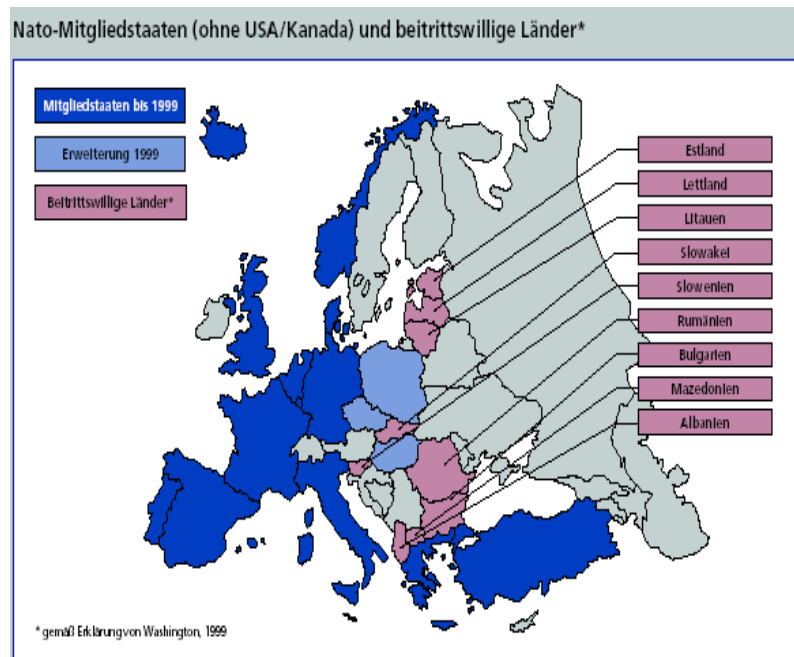 Nato-Mitgliedstaaten (ohne USA/Kanada) und beitrittswillige Länder*
Mitgliedstaaten bis 1999
Erweiterung 1999
Beitrittswillige Länder*
Estland
Lettland
Litauen
Slowakei
Slowenien
Rumänien
Bulgarien
Mazedonien
Albanien
* gemäß Erklärung von Washington, 1999